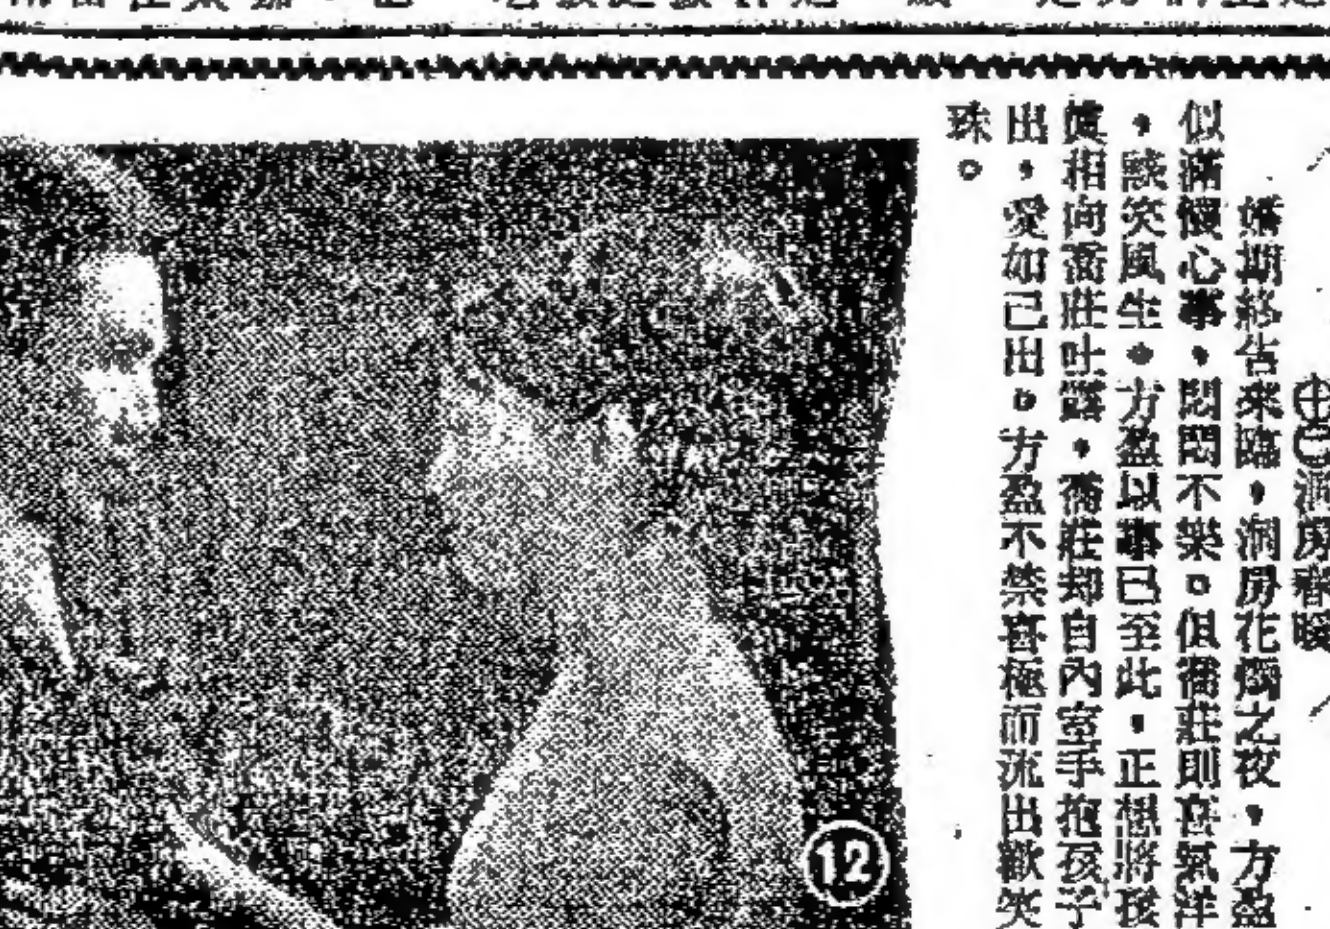 洞房春暖
婚期終告來臨，洞房花燭之夜，方盈
似滿懷心事，悶悶不樂。但喬莊則喜氣洋
，談笑風生。方盈以事已至此，正想將孩
真相向喬莊吐露，喬莊却自內室手抱孩子
出，愛如己出。方盈不禁喜極而流出歡笑
珠。
12